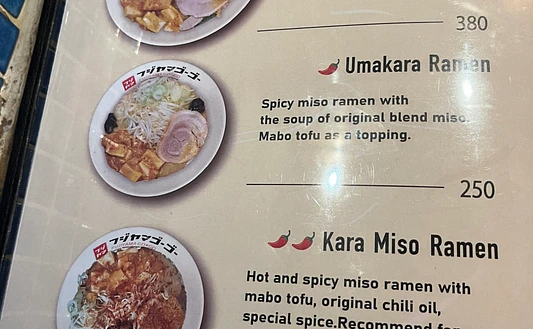 380
Umakara Ramen
フジヤマゴーゴー
Spicy miso ramen with
the soup of original blend miso.
Mabo tofu as a topping.
250
フジヤマゴーゴー
Kara Miso Ramen
Hot and spicy miso ramen with
mabo tofu, original chili oil,
special spice.Recommend for